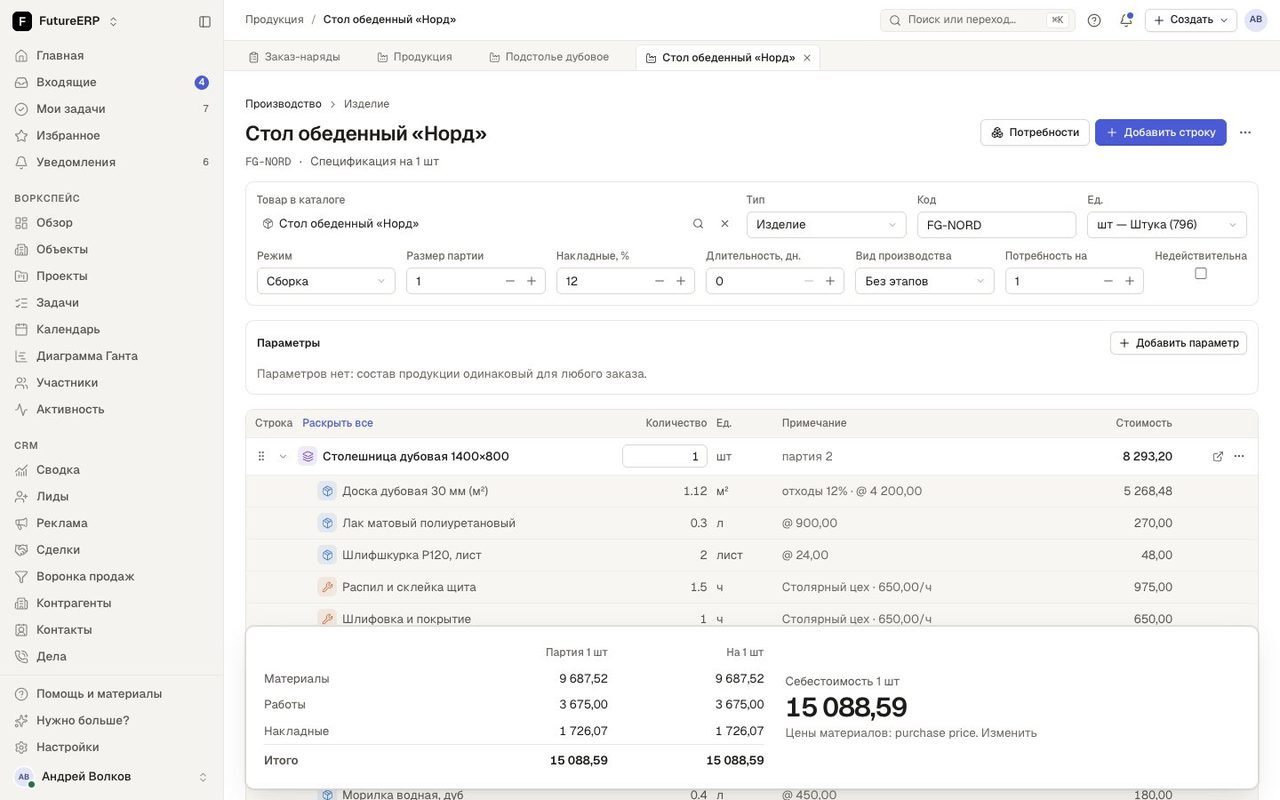 FutureERP
Главная
Входящие 4
Мои задачи 7
Избранное
Уведомления 6
ВОРКСПЕЙС
Обзор
Объекты
Проекты
Задачи
Календарь
Диаграмма Ганта
Участники
Активность
CRM
Сводка
Лиды
Реклама
Сделки
Воронка продаж
Контрагенты
Контакты
Дела
Помощь и материалы
Нужно больше?
Настройки
АВ Андрей Волков
Продукция / Стол обеденный «Норд»
Поиск или переход... ⌘K
Создать
АВ
Заказ-наряды Продукция Подстолье дубовое Стол обеденный «Норд»
Производство > Изделие
Стол обеденный «Норд»
FG-NORD · Спецификация на 1 шт
Потребности
Добавить строку
Товар в каталоге Тип Код Ед.
Стол обеденный «Норд» Изделие FG-NORD шт — Штука (796)
Режим Размер партии Накладные, % Длительность, дн. Вид производства Потребность на Недействительна
Сборка 1 12 0 Без этапов 1
Параметры
Добавить параметр
Параметров нет: состав продукции одинаковый для любого заказа.
Строка Раскрыть все Количество Ед. Примечание Стоимость
Столешница дубовая 1400×800 1 шт партия 2 8 293,20
Доска дубовая 30 мм (м²) 1.12 м² отходы 12% · @ 4 200,00 5 268,48
Лак матовый полиуретановый 0.3 л @ 900,00 270,00
Шлифшкурка P120, лист 2 лист @ 24,00 48,00
Распил и склейка щита 1.5 ч Столярный цех · 650,00/ч 975,00
Шлифовка и покрытие 1 ч Столярный цех · 650,00/ч 650,00
Партия 1 шт На 1 шт
Материалы 9 687,52 9 687,52
Работы 3 675,00 3 675,00
Накладные 1 726,07 1 726,07
Итого 15 088,59 15 088,59
Себестоимость 1 шт
15 088,59
Цены материалов: purchase price. Изменить
Морилка водная, дуб 0.4 л @ 450,00 180,00